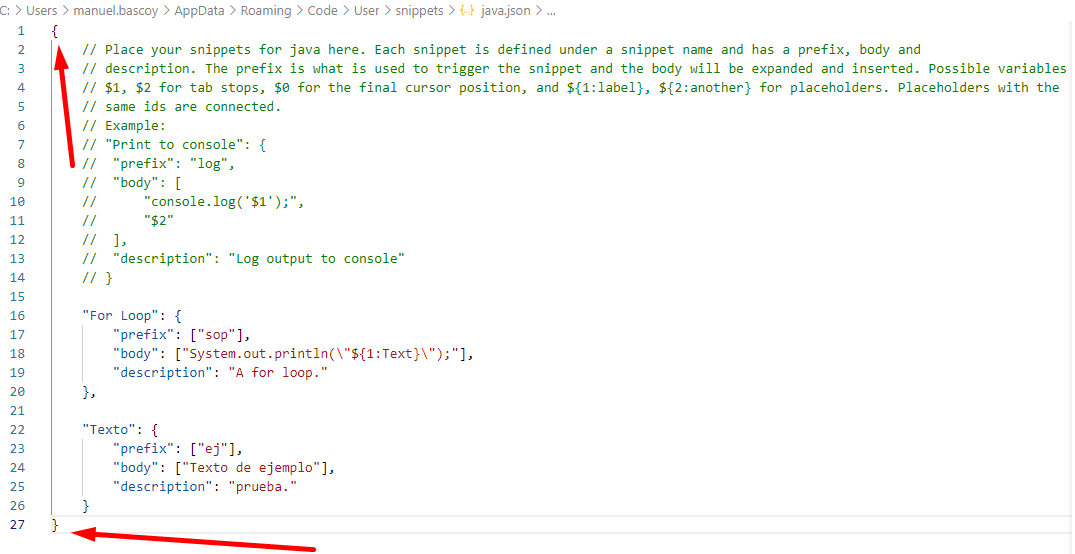 C: > Users > manuel.bascoy > AppData > Roaming > Code > User > snippets > {..} java.json > ...
1 {
2 // Place your snippets for java here. Each snippet is defined under a snippet name and has a prefix, body and
3 // description. The prefix is what is used to trigger the snippet and the body will be expanded and inserted. Possible variables
4 // $1, $2 for tab stops, $0 for the final cursor position, and ${1:label}, ${2:another} for placeholders. Placeholders with the
5 // same ids are connected.
6 // Example:
7 // "Print to console": {
8 // "prefix": "log",
9 // "body": [
10 // "console.log('$1');",
11 // "$2"
12 // ],
13 // "description": "Log output to console"
14 // }
15
16 "For Loop": {
17 "prefix": ["sop"],
18 "body": ["System.out.println(\"${1:Text}\");"],
19 "description": "A for loop."
20 },
21
22 "Texto": {
23 "prefix": ["ej"],
24 "body": ["Texto de ejemplo"],
25 "description": "prueba."
26 }
27 }